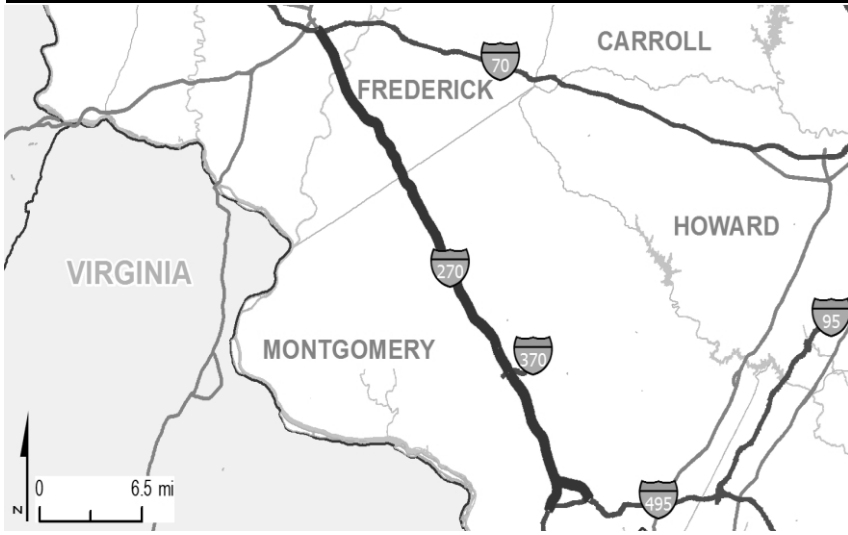 CARROLL
70
FREDERICK
HOWARD
270
VIRGINIA
95
MONTGOMERY
370
0 6.5 mi
495
N